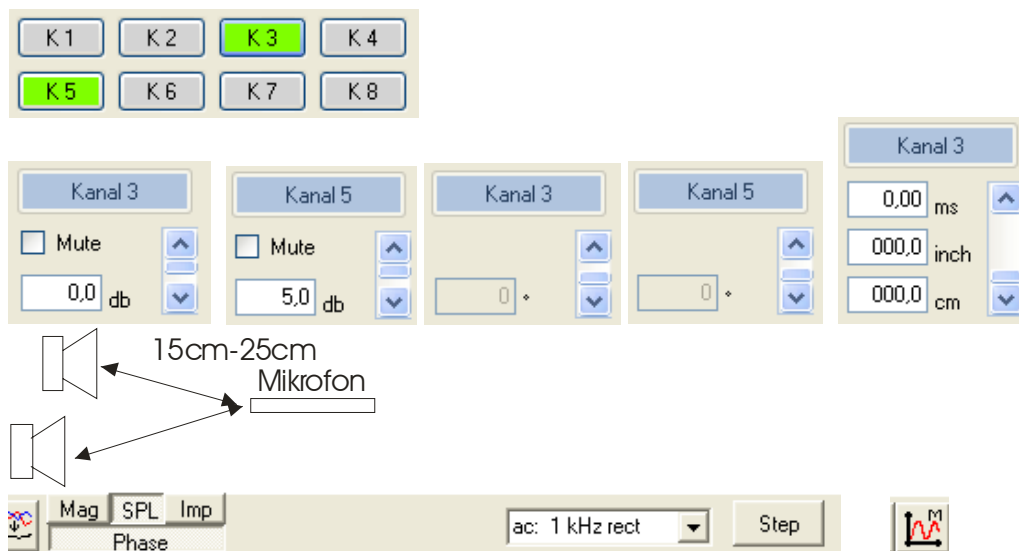 K 1 K 2 K 3 K 4
K 5 K 6 K 7 K 8
Kanal 3
Kanal 3 Kanal 5 Kanal 3 Kanal 5
0,00 ms
Mute Mute
000,0 inch
0,0 db 5,0 db 0 ° 0 ° 000,0 cm
15cm-25cm
Mikrofon
Mag SPL Imp
ac: 1 kHz rect Step M
Phase